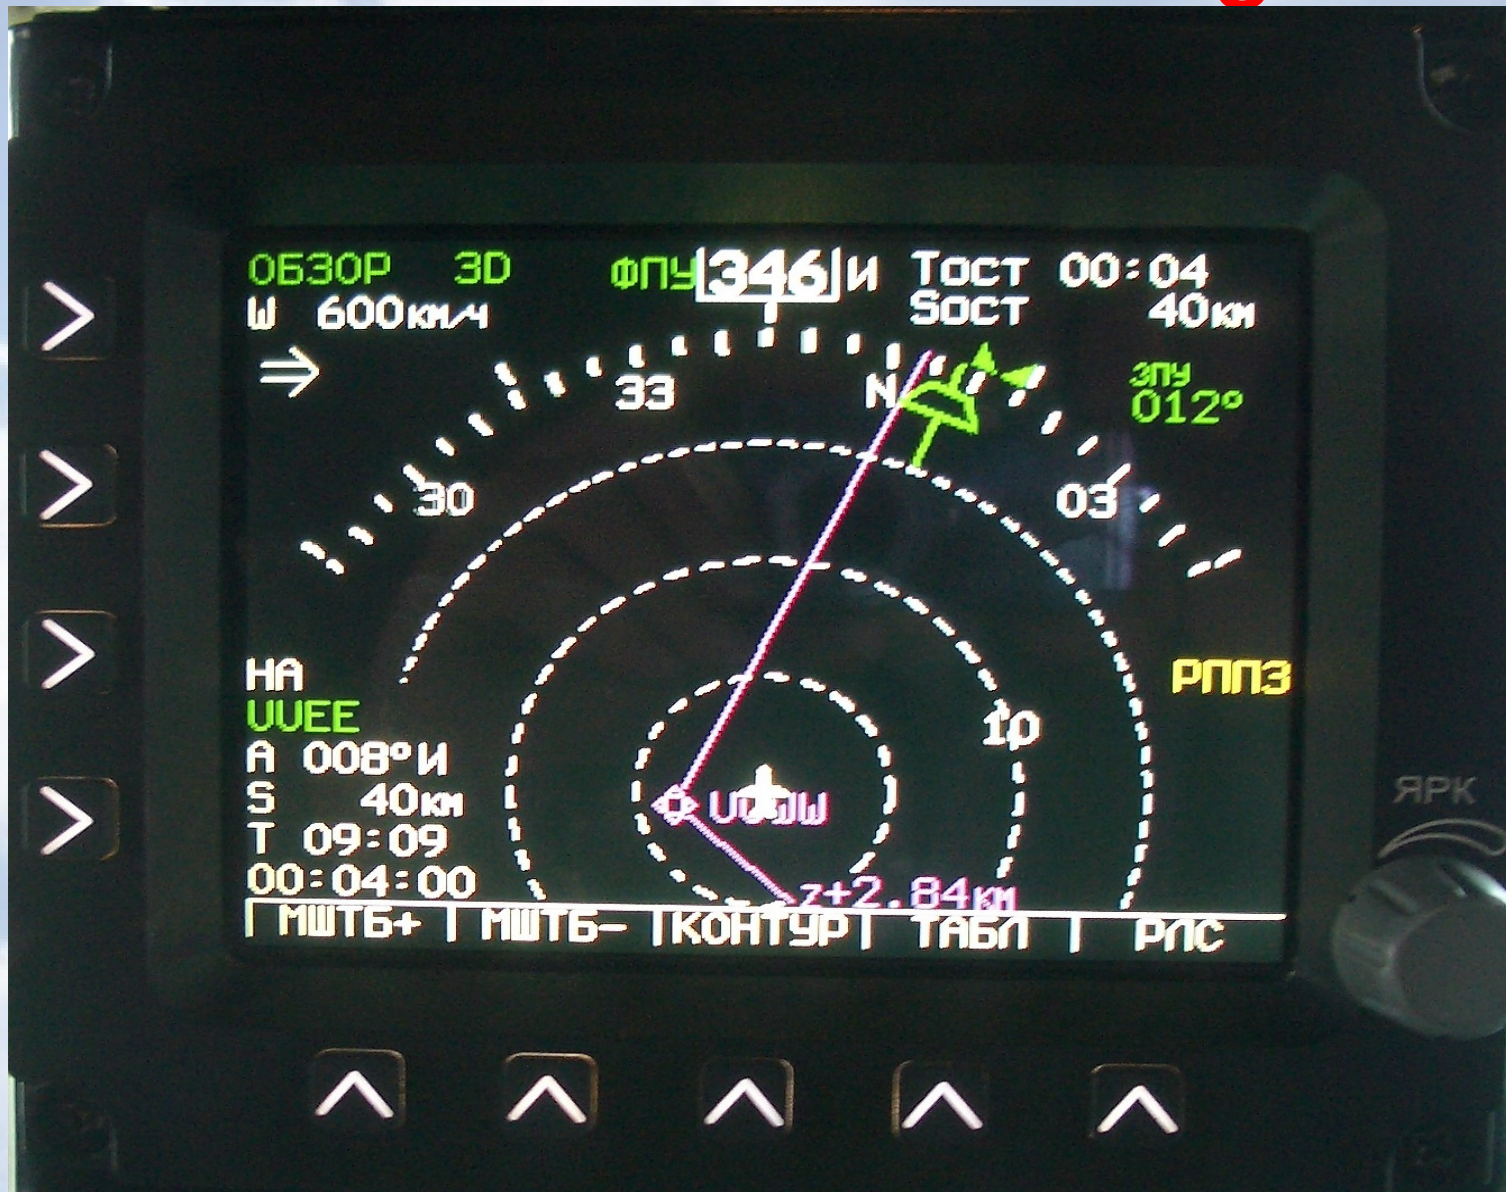 ОБЗОР 3D ФПУ 346 И Тост 00:04
W 600км/ч Sост 40км
⇒
ЗПУ
012°
33 N
30 03
НА
UUEE
А 008°И
S 40км
Т 09:09
00:04:00
РППЗ
10
UUWW
z+2.84км
МШТБ+ МШТБ- КОНТУР ТАБЛ РЛС
ЯРК